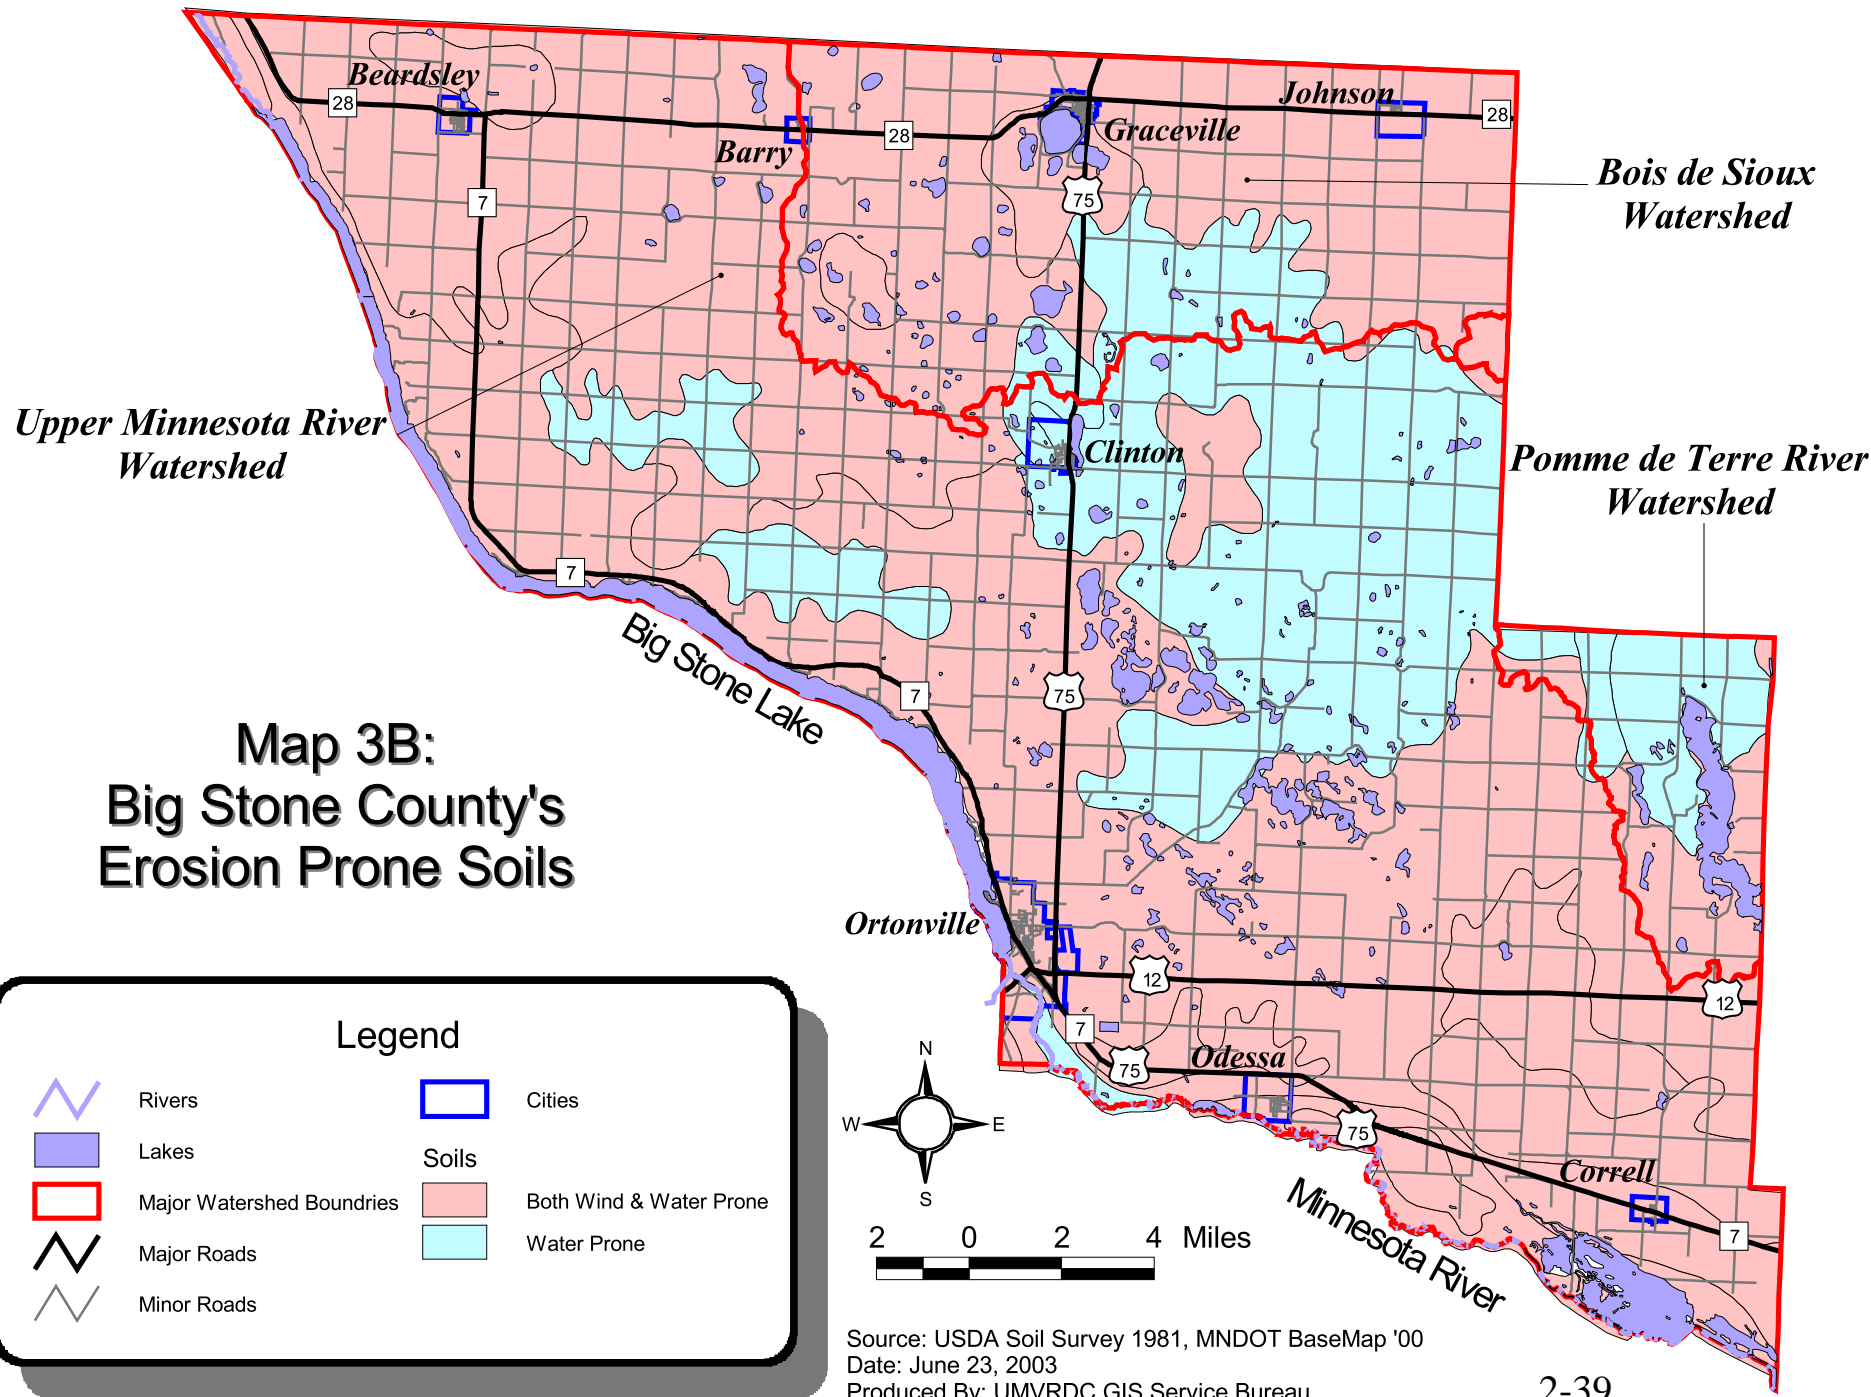 Beardsley
28
Barry
28
Graceville
Johnson
28
7
75
Bois de Sioux
Watershed
Upper Minnesota River
Watershed
Clinton
Pomme de Terre River
Watershed
7
Big Stone Lake
7
75
Map 3B:
Big Stone County's
Erosion Prone Soils
Ortonville
12
12
7
75
Odessa
75
Correll
7
Minnesota River
Legend
Rivers
Lakes
Major Watershed Boundries
Major Roads
Minor Roads
Cities
Soils
Both Wind & Water Prone
Water Prone
N
W
E
S
2 0 2 4 Miles
Source: USDA Soil Survey 1981, MNDOT BaseMap '00
Date: June 23, 2003
Produced By: UMVRDC GIS Service Bureau
2-39